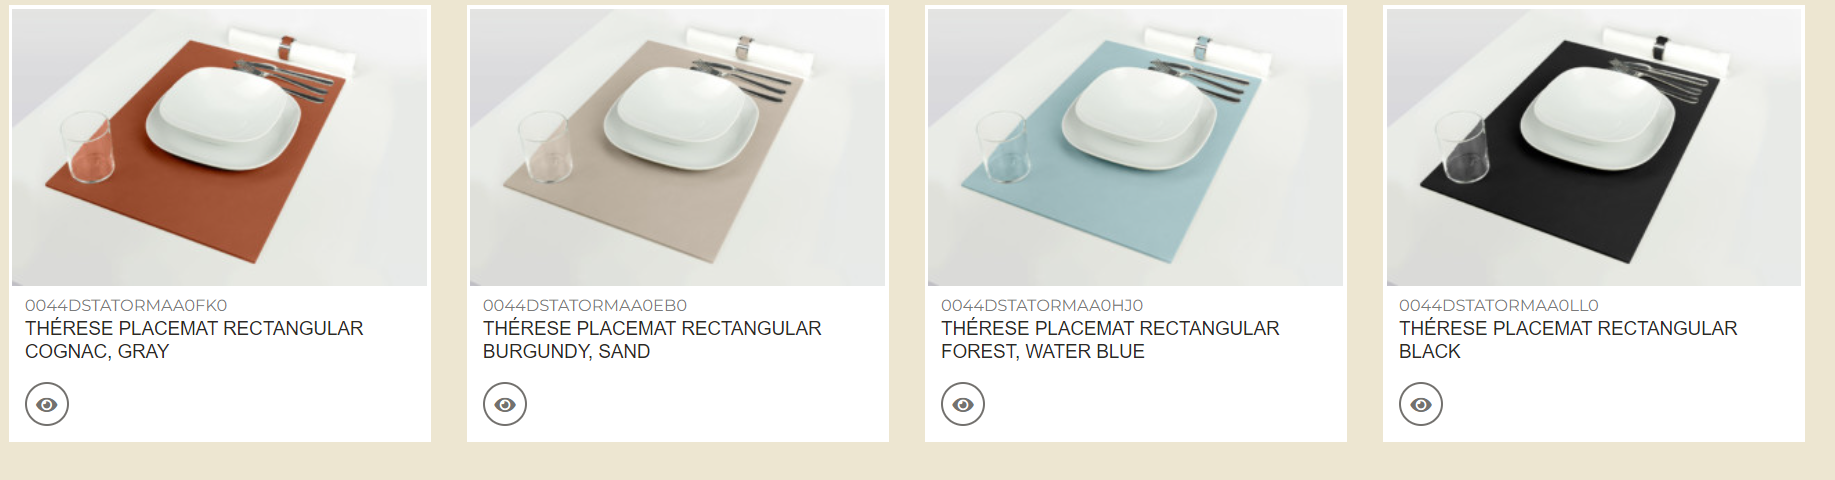 0044DSTATORMAA0FK0
THÉRESE PLACEMAT RECTANGULAR
COGNAC, GRAY
0044DSTATORMAA0EB0
THÉRESE PLACEMAT RECTANGULAR
BURGUNDY, SAND
0044DSTATORMAA0HJ0
THÉRESE PLACEMAT RECTANGULAR
FOREST, WATER BLUE
0044DSTATORMAA0LL0
THÉRESE PLACEMAT RECTANGULAR
BLACK